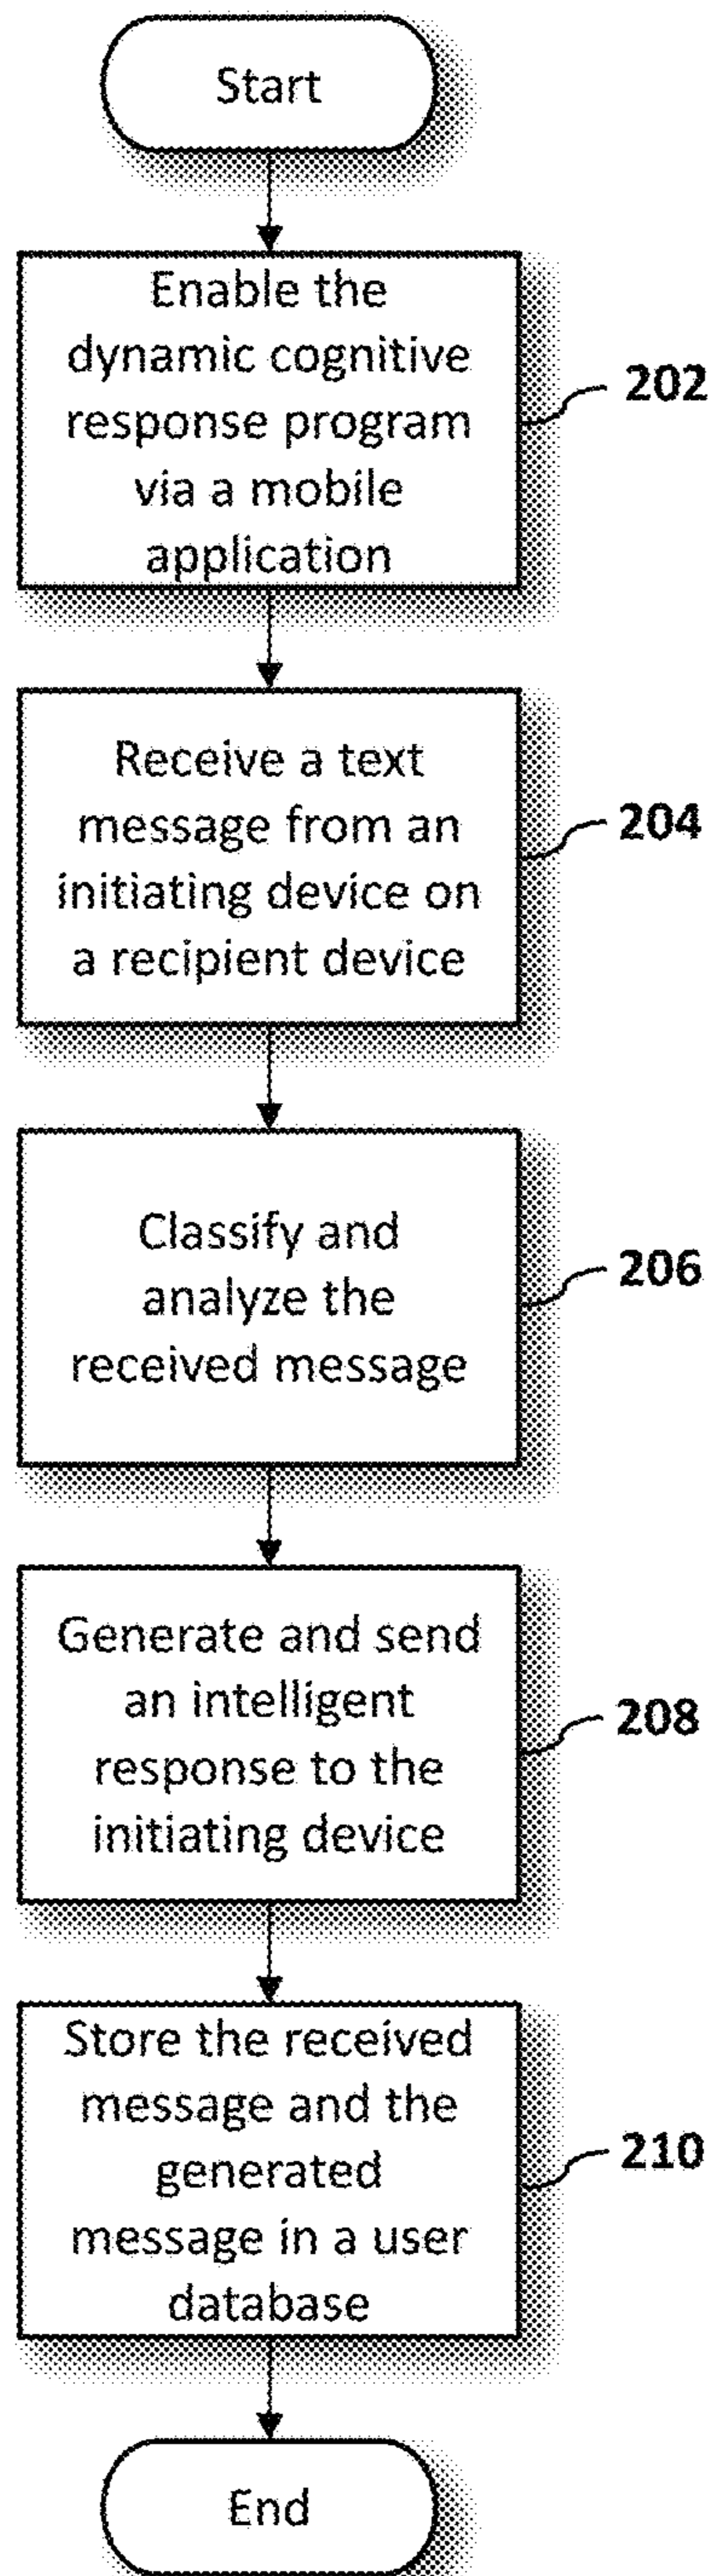 Start
Enable the
dynamic cognitive
response program
via a mobile
application
202
Receive a text
message from an
initiating device on
a recipient device
204
Classify and
analyze the
received message
206
Generate and send
an intelligent
response to the
initiating device
208
Store the received
message and the
generated
message in a user
database
210
End